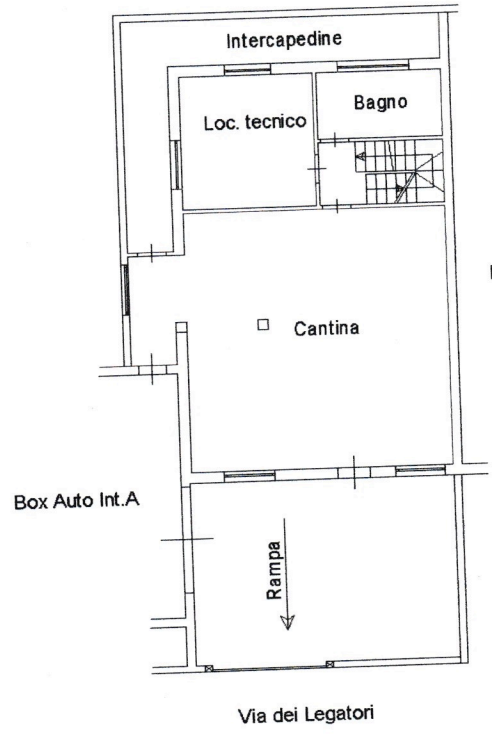 Intercapedine
Bagno
Loc. tecnico
Cantina
Box Auto Int.A
Rampa
Via dei Legatori